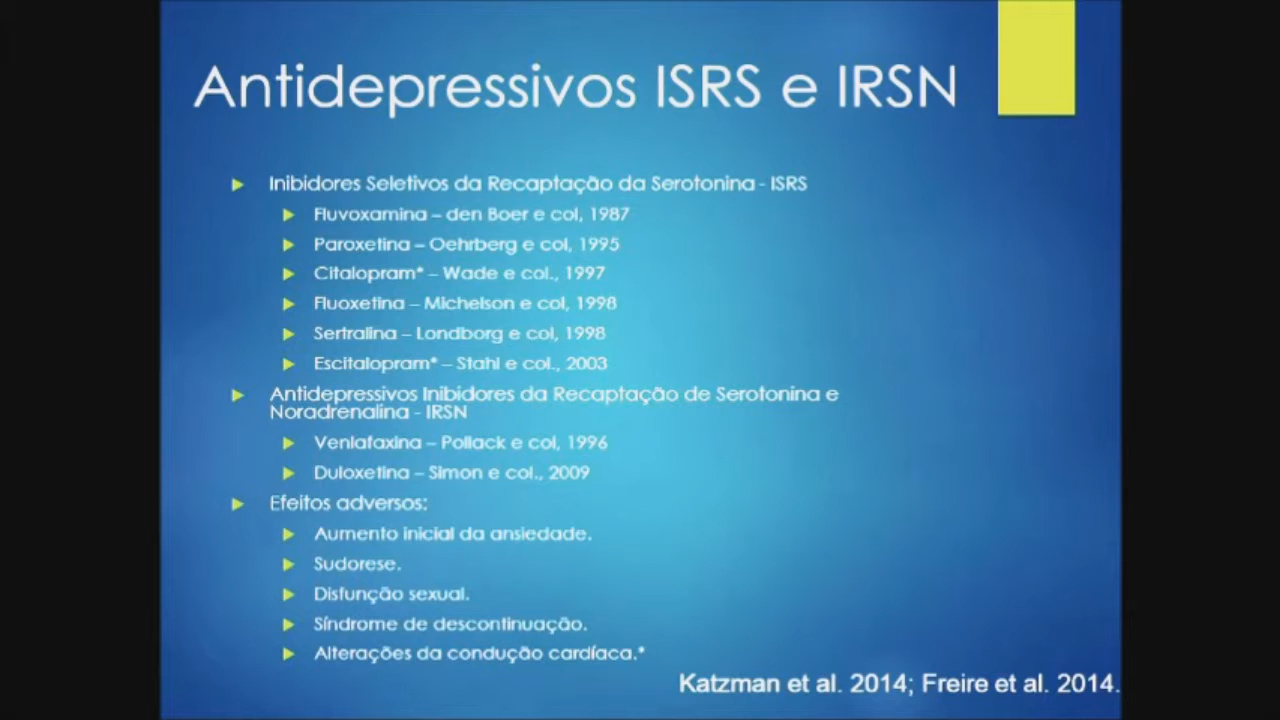 Antidepressivos ISRS e IRSN
Inibidores Seletivos da Recaptação da Serotonina - ISRS
Fluvoxamina – den Boer e col, 1987
Paroxetina – Oehrberg e col, 1995
Citalopram* – Wade e col., 1997
Fluoxetina – Michelson e col, 1998
Sertralina – Londborg e col, 1998
Escitalopram* – Stahl e col., 2003
Antidepressivos Inibidores da Recaptação de Serotonina e
Noradrenalina - IRSN
Venlafaxina – Pollack e col, 1996
Duloxetina – Simon e col., 2009
Efeitos adversos:
Aumento inicial da ansiedade.
Sudorese.
Disfunção sexual.
Síndrome de descontinuação.
Alterações da condução cardíaca.*
Katzman et al. 2014; Freire et al. 2014.